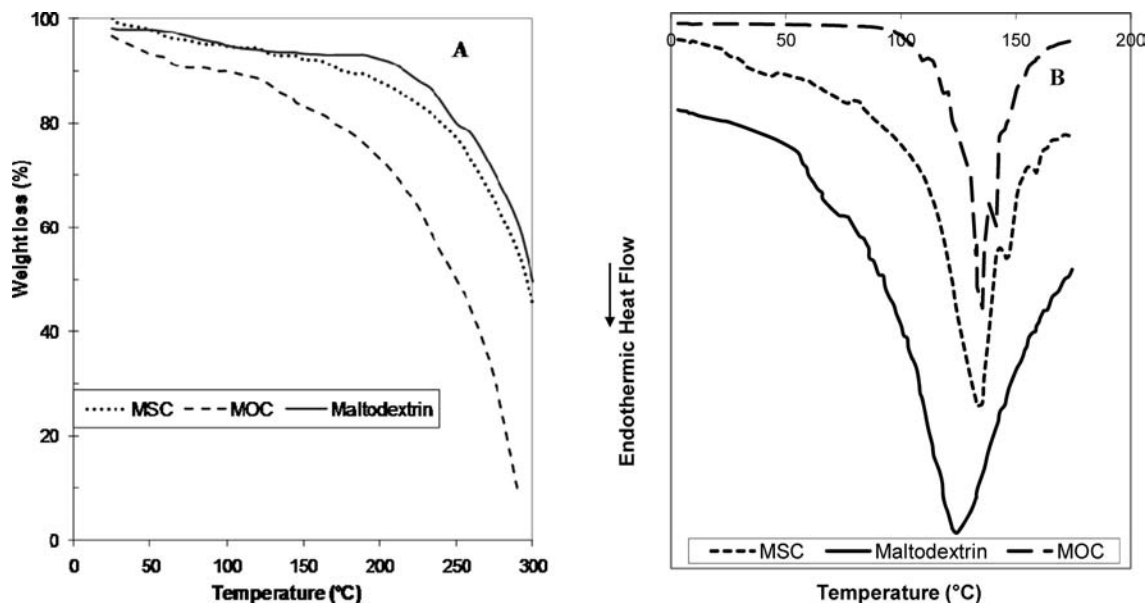 100
80
60
40
20
0
Weight loss (%)
A
MSC
MOC
Maltodextrin
0
50
100
150
200
250
300
Temperature (°C)
0
50
100
150
200
B
Endothermic Heat Flow
MSC
Maltodextrin
MOC
Temperature (°C)